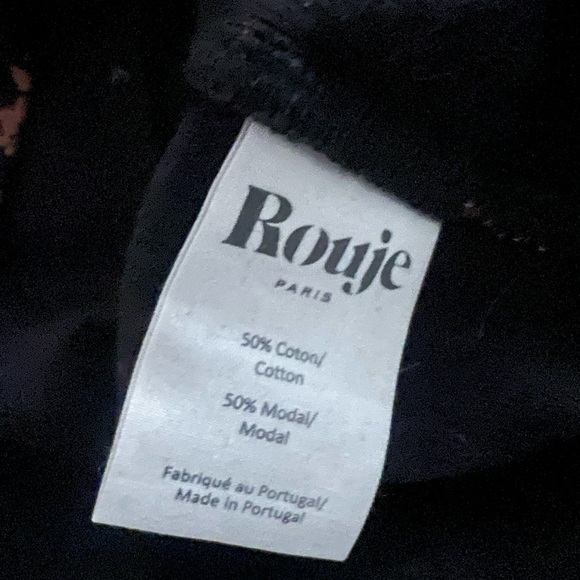 Rouje
PARIS
50% Coton/
Cotton
50% Modal/
Modal
Fabriqué au Portugal/
Made in Portugal